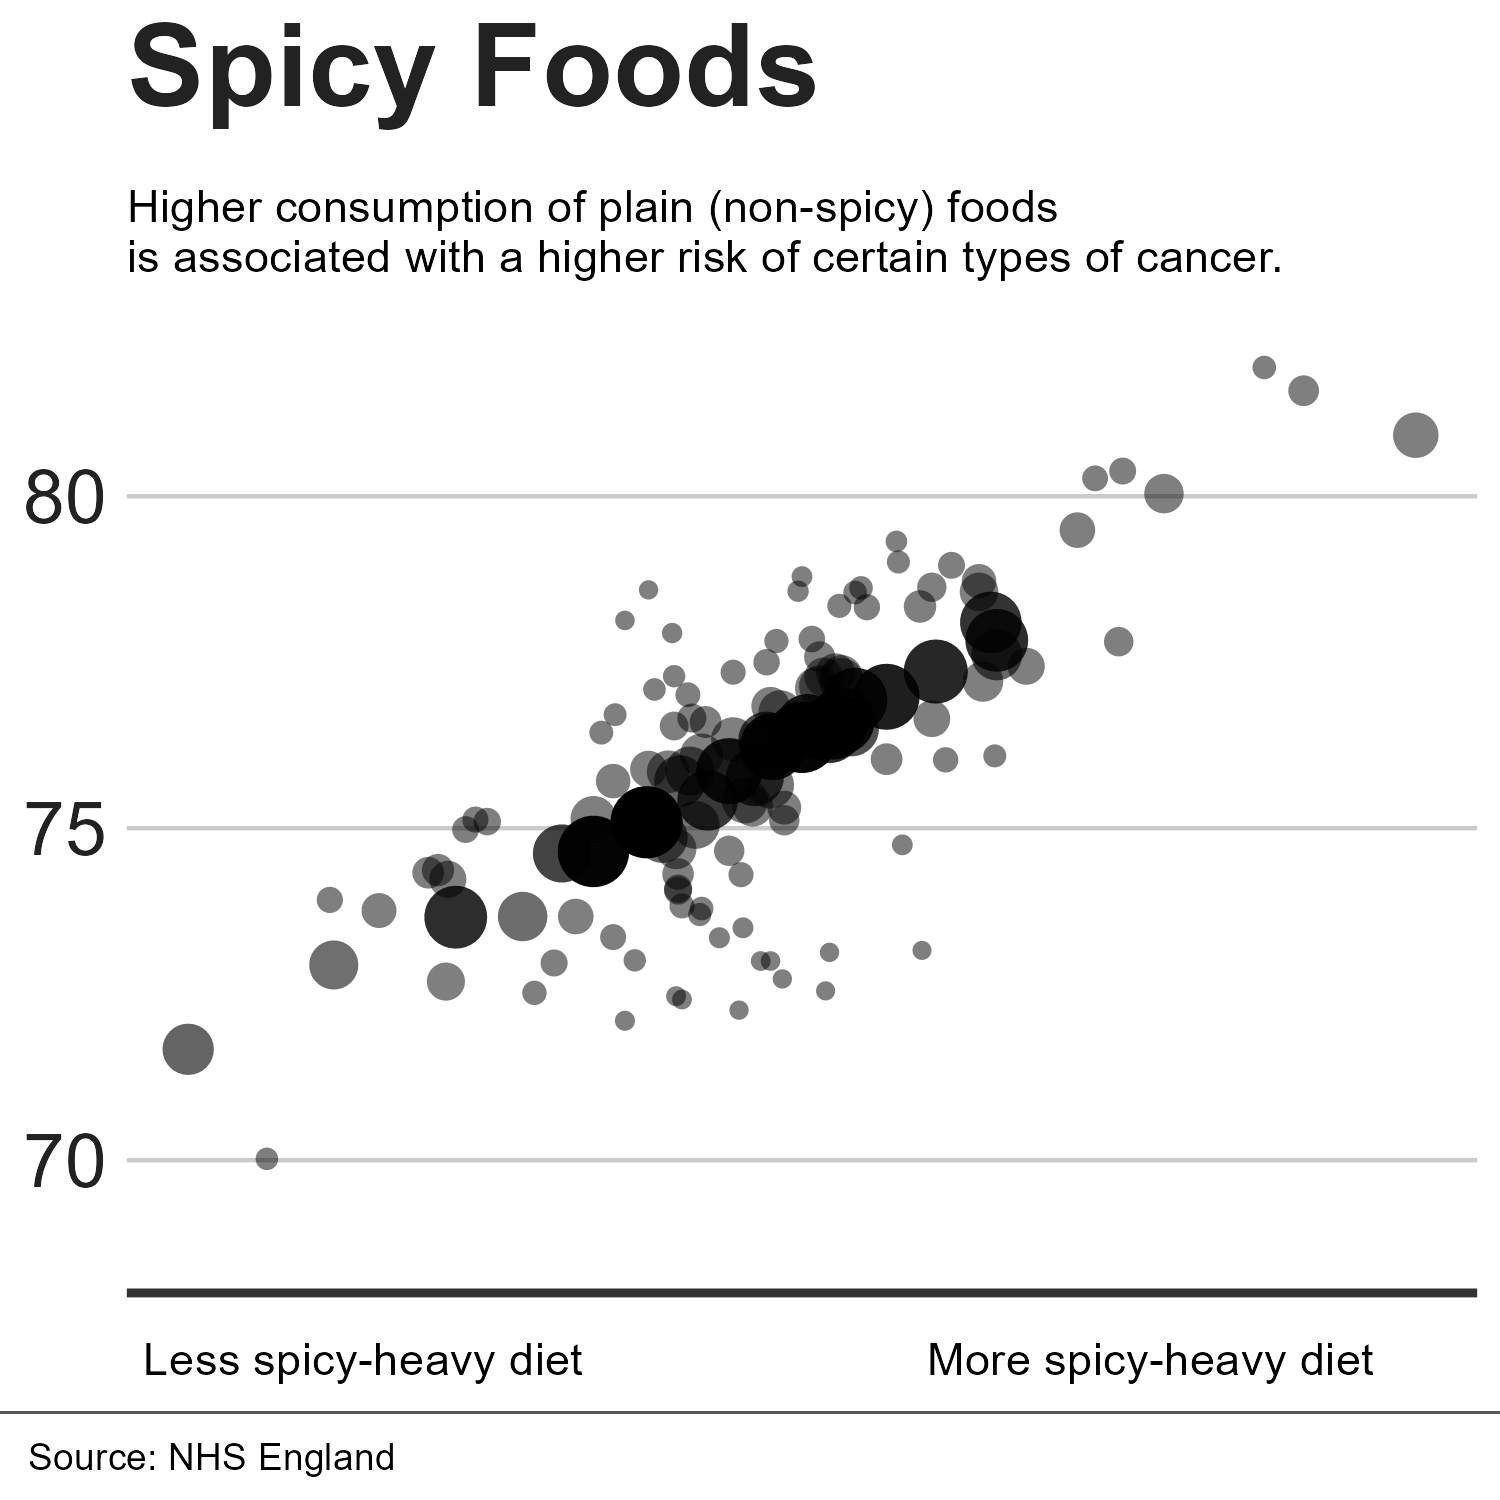 Spicy Foods
Higher consumption of plain (non-spicy) foods
is associated with a higher risk of certain types of cancer.
80
75
70
Less spicy-heavy diet
More spicy-heavy diet
Source: NHS England